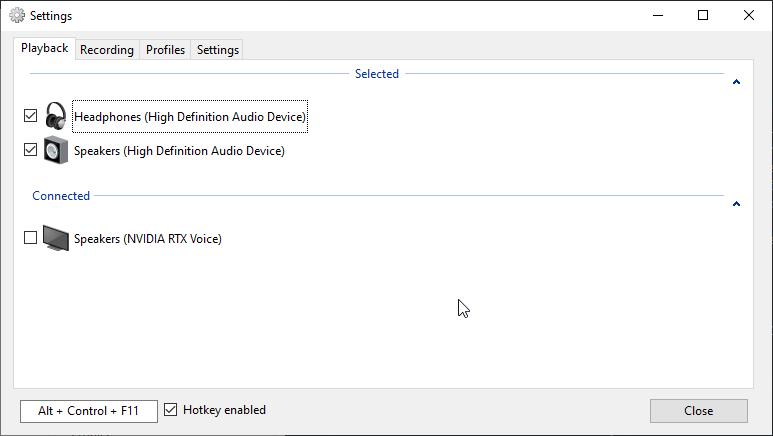 Settings
Playback
Recording
Profiles
Settings
Selected
Headphones (High Definition Audio Device)
Speakers (High Definition Audio Device)
Connected
Speakers (NVIDIA RTX Voice)
Alt + Control + F11
Hotkey enabled
Close